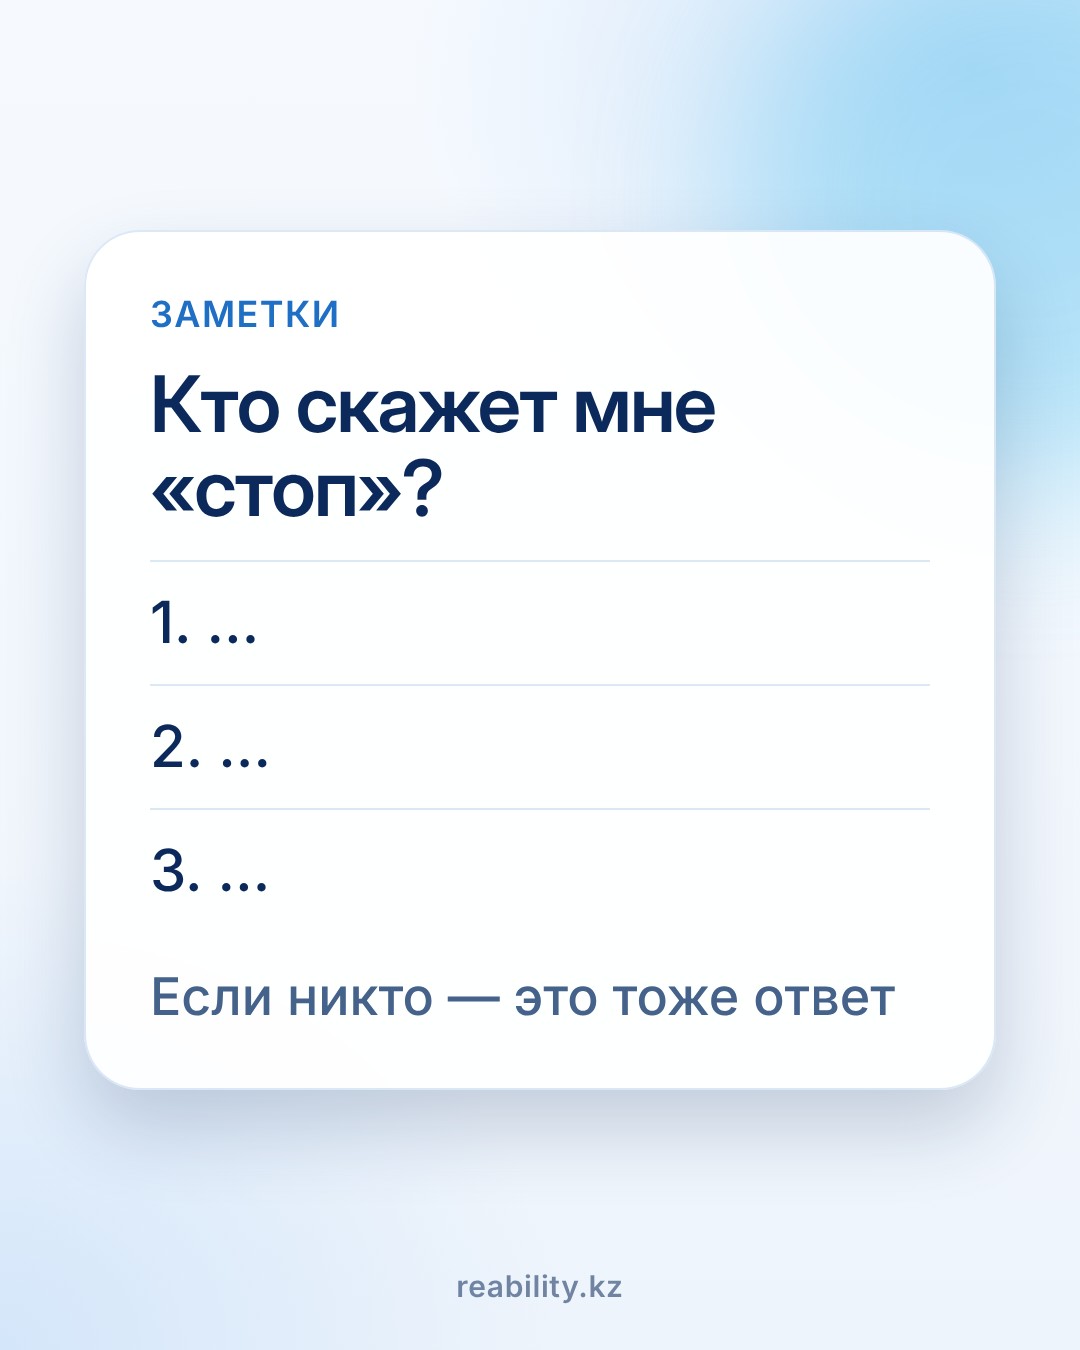 ЗАМЕТКИ
Кто скажет мне
«стоп»?
1. ...
2. ...
3. ...
Если никто — это тоже ответ
reability.kz